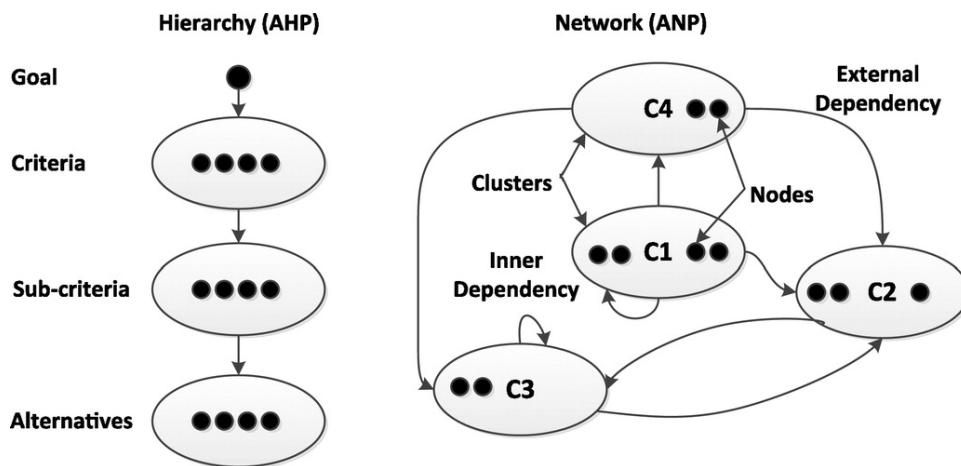 Hierarchy (AHP)
Goal
Criteria
Sub-criteria
Alternatives
Network (ANP)
C4
External
Dependency
Clusters
Nodes
C1
Inner
Dependency
C2
C3